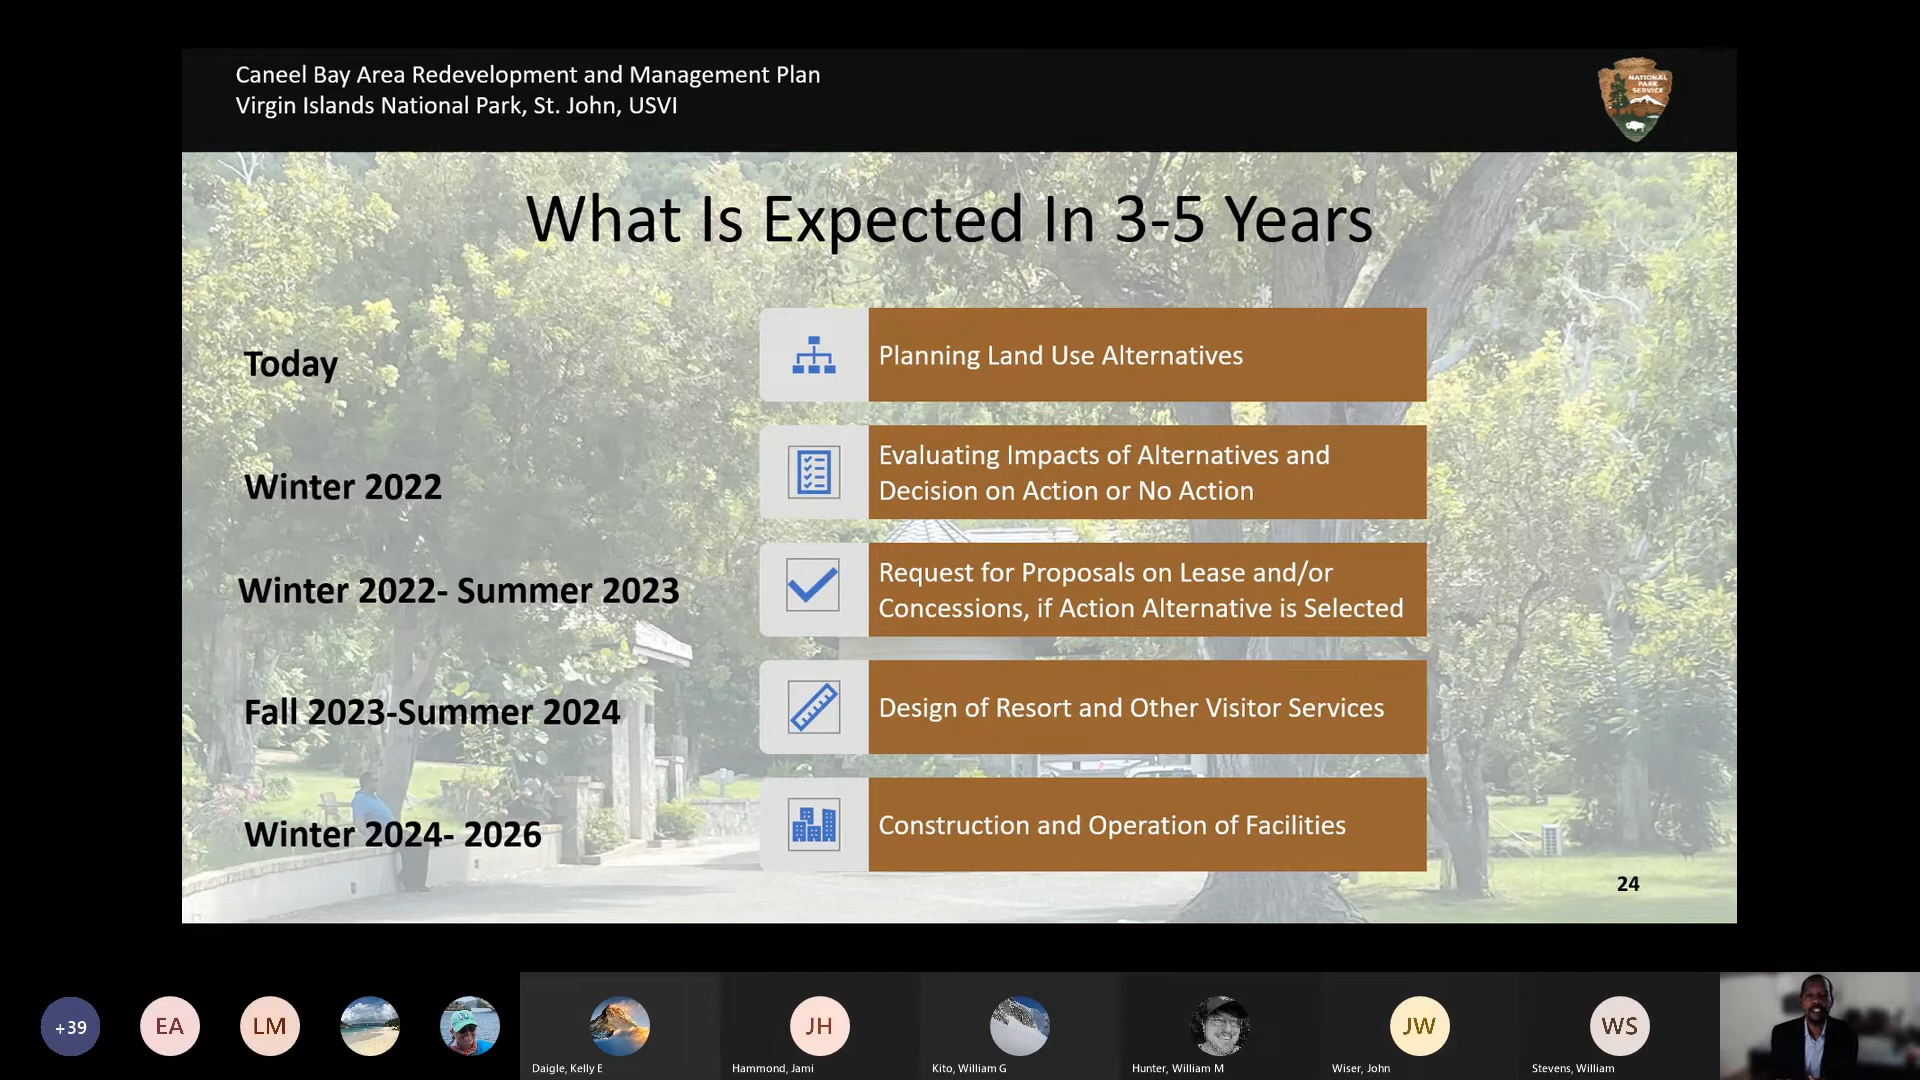 Caneel Bay Area Redevelopment and Management Plan
Virgin Islands National Park, St. John, USVI
NATIONAL
PARK
SERVICE
What Is Expected In 3-5 Years
Today
Planning Land Use Alternatives
Winter 2022
Evaluating Impacts of Alternatives and
Decision on Action or No Action
Winter 2022- Summer 2023
Request for Proposals on Lease and/or
Concessions, if Action Alternative is Selected
Fall 2023-Summer 2024
Design of Resort and Other Visitor Services
Winter 2024- 2026
Construction and Operation of Facilities
24
+39
EA
LM
JH
JW
WS
Daigle, Kelly E
Hammond, Jami
Kito, William G
Hunter, William M
Wiser, John
Stevens, William